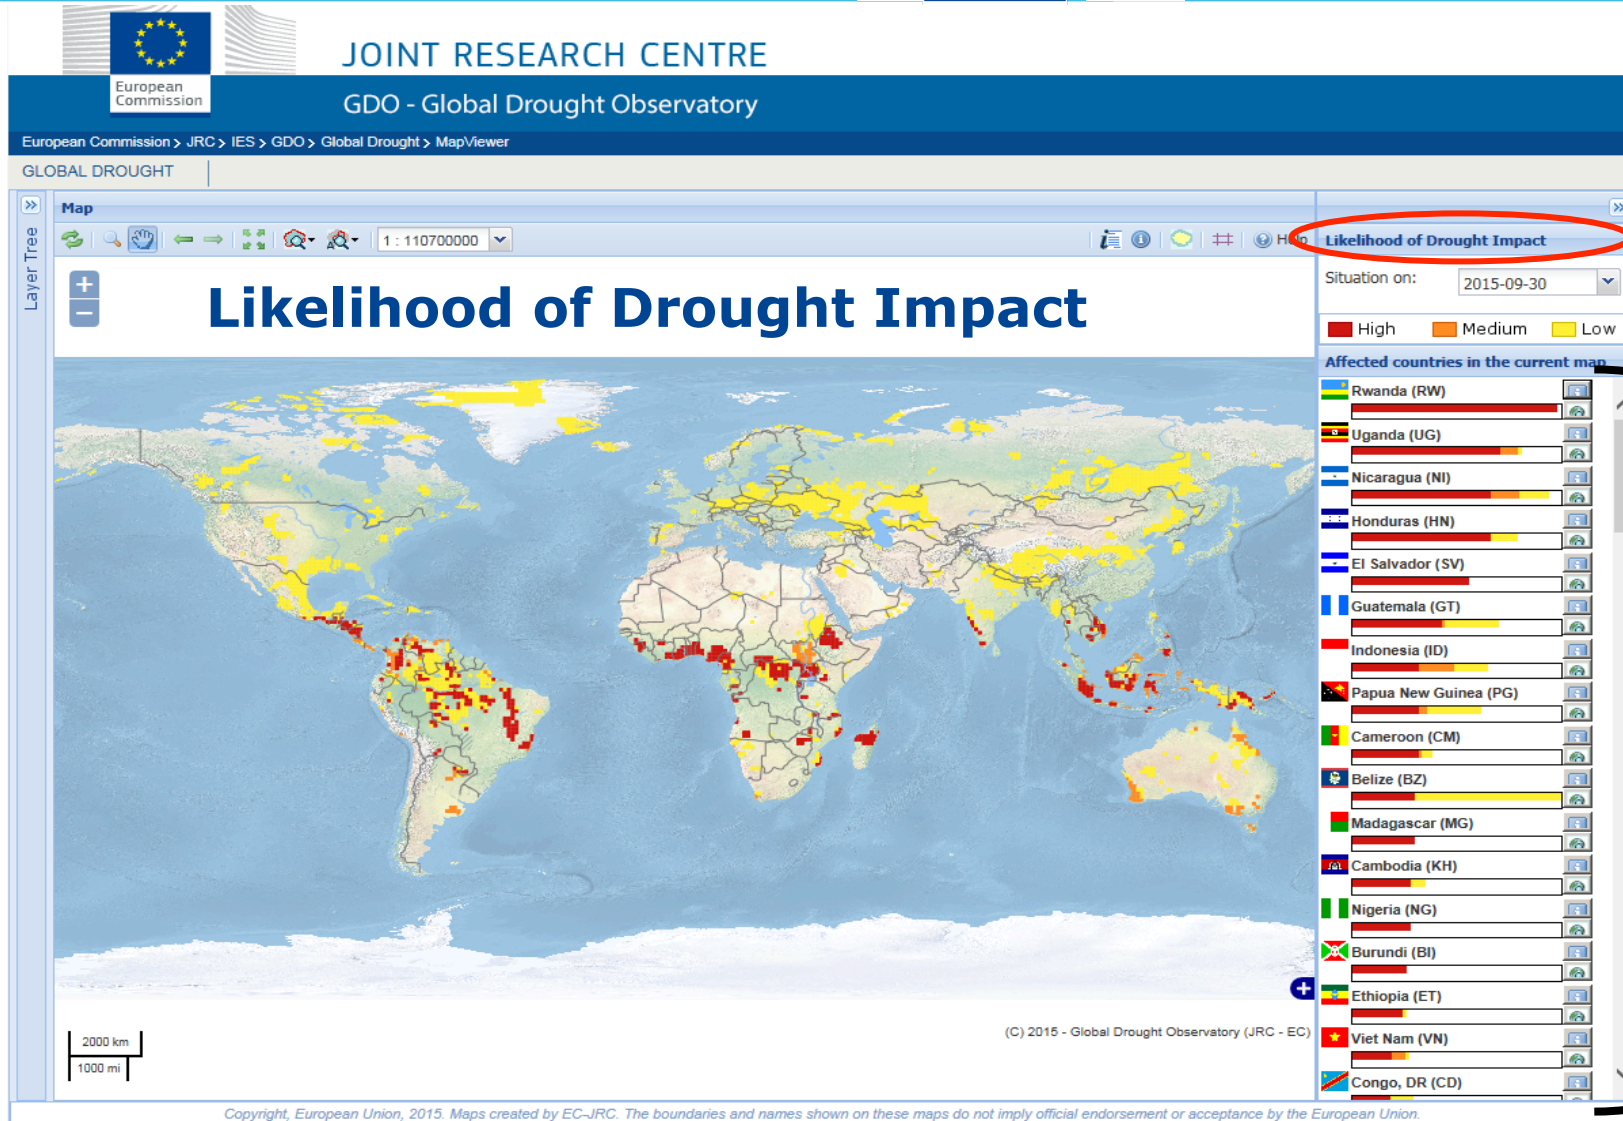 European
Commission
JOINT RESEARCH CENTRE
GDO - Global Drought Observatory
European Commission > JRC > IES > GDO > Global Drought > MapViewer
GLOBAL DROUGHT
Layer Tree
Map
1 : 110700000
Help
Likelihood of Drought Impact
Likelihood of Drought Impact
Situation on:
2015-09-30
High
Medium
Low
Affected countries in the current map
Rwanda (RW)
Uganda (UG)
Nicaragua (NI)
Honduras (HN)
El Salvador (SV)
Guatemala (GT)
Indonesia (ID)
Papua New Guinea (PG)
Cameroon (CM)
Belize (BZ)
Madagascar (MG)
Cambodia (KH)
Nigeria (NG)
Burundi (BI)
Ethiopia (ET)
Viet Nam (VN)
Congo, DR (CD)
2000 km
1000 mi
(C) 2015 - Global Drought Observatory (JRC - EC)
Copyright, European Union, 2015. Maps created by EC-JRC. The boundaries and names shown on these maps do not imply official endorsement or acceptance by the European Union.